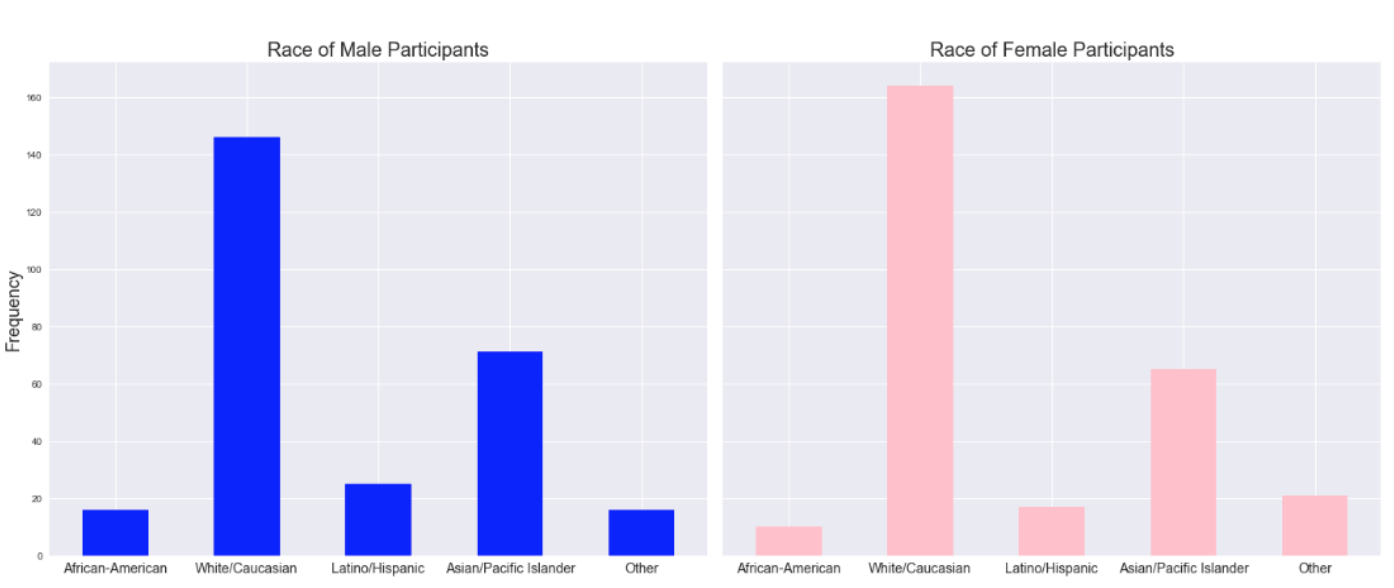 Race of Male Participants
Race of Female Participants
Frequency
160
140
120
100
80
60
40
20
0
African-American White/Caucasian Latino/Hispanic Asian/Pacific Islander Other
African-American White/Caucasian Latino/Hispanic Asian/Pacific Islander Other